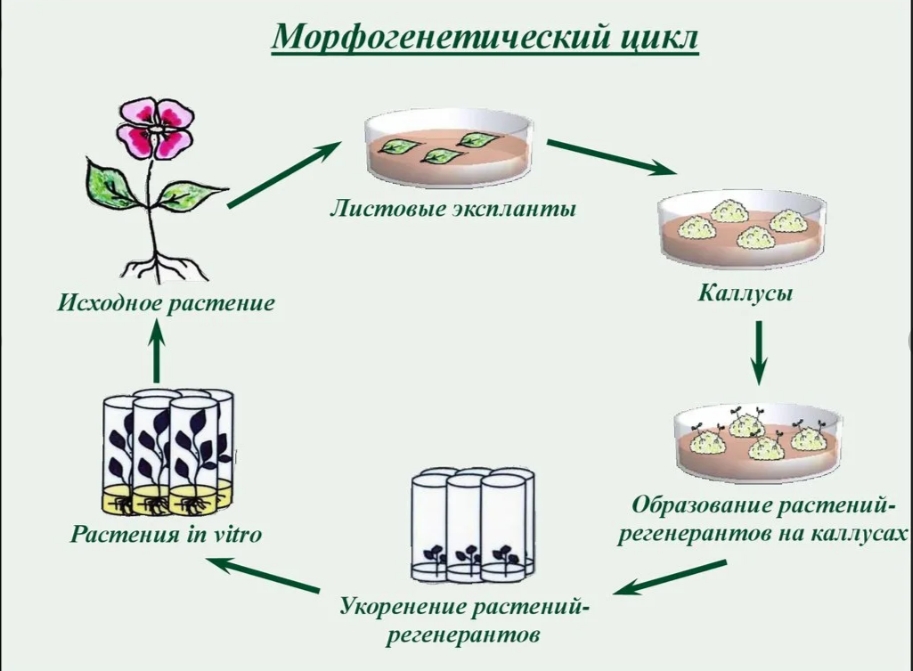 Морфогенетический цикл
Листовые экспланты
Каллусы
Исходное растение
Образование растений-
регенерантов на каллусах
Растения in vitro
Укоренение растений-
регенерантов